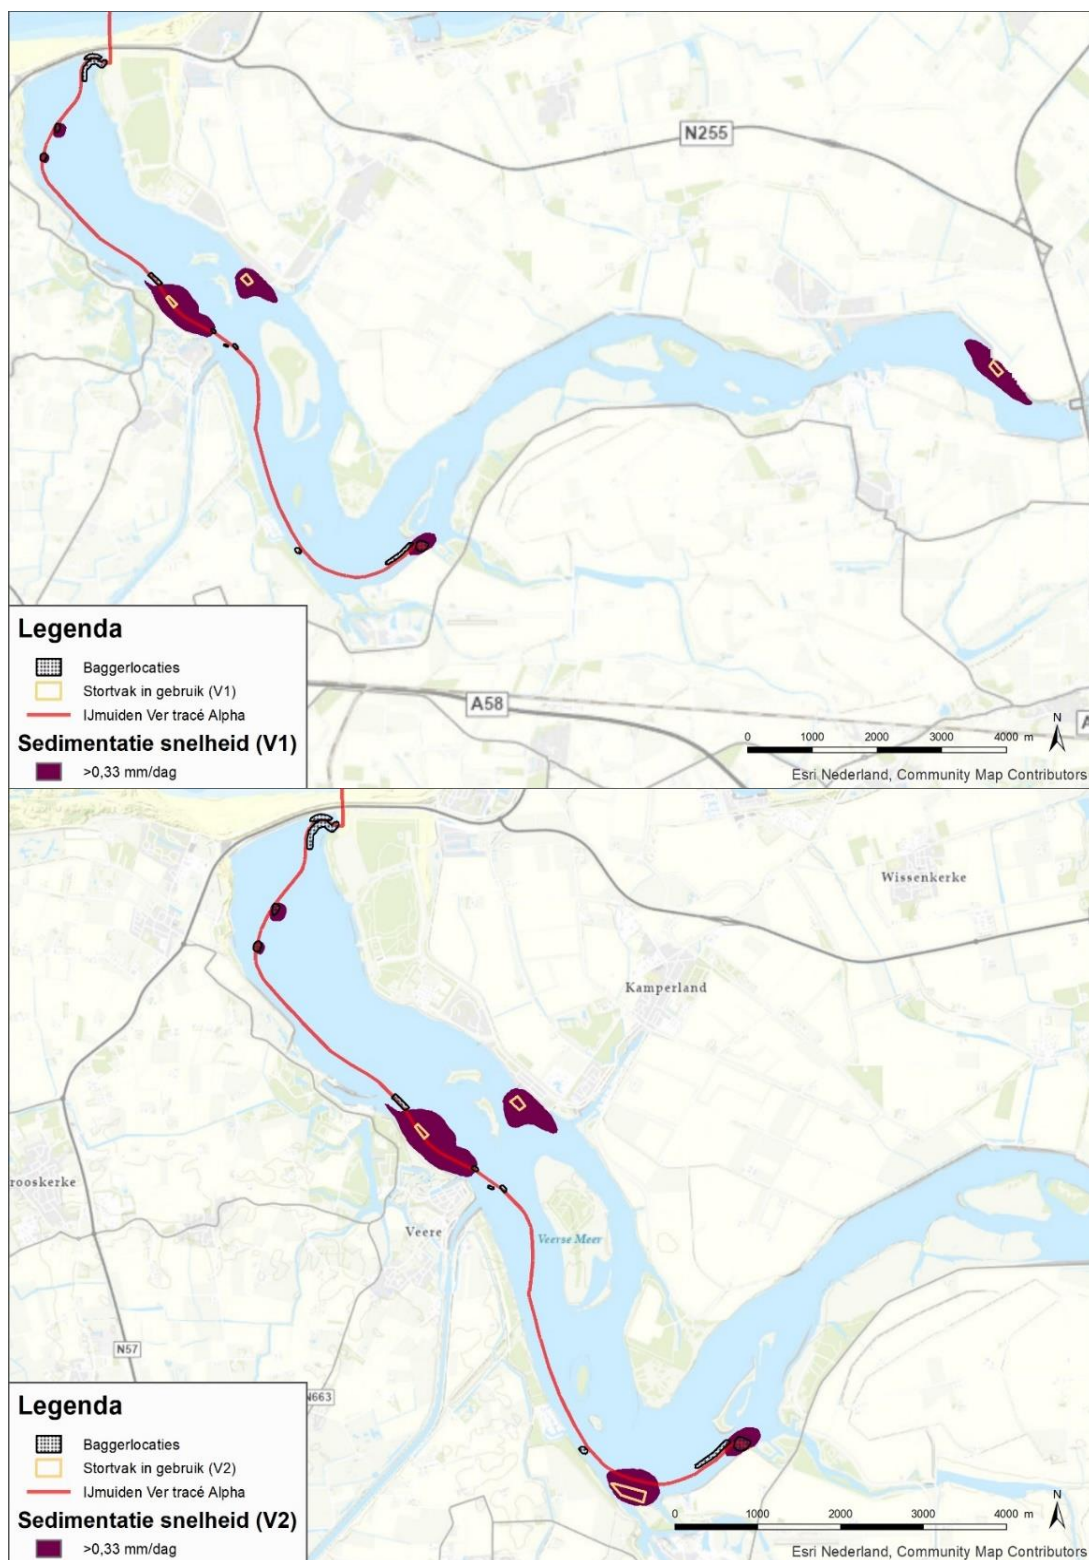 N255
Legenda
Baggerlocaties
Stortvak in gebruik (V1)
IJmuiden Ver tracé Alpha
Sedimentatie snelheid (V1)
>0,33 mm/dag
A58
A
0 1000 2000 3000 4000 m
N
Esri Nederland, Community Map Contributors
Wissenkerke
Kamperland
rooskerke
Veere
Veerse Meer
N57
N663
Legenda
Baggerlocaties
Stortvak in gebruik (V2)
IJmuiden Ver tracé Alpha
Sedimentatie snelheid (V2)
>0,33 mm/dag
0 1000 2000 3000 4000 m
N
Esri Nederland, Community Map Contributors